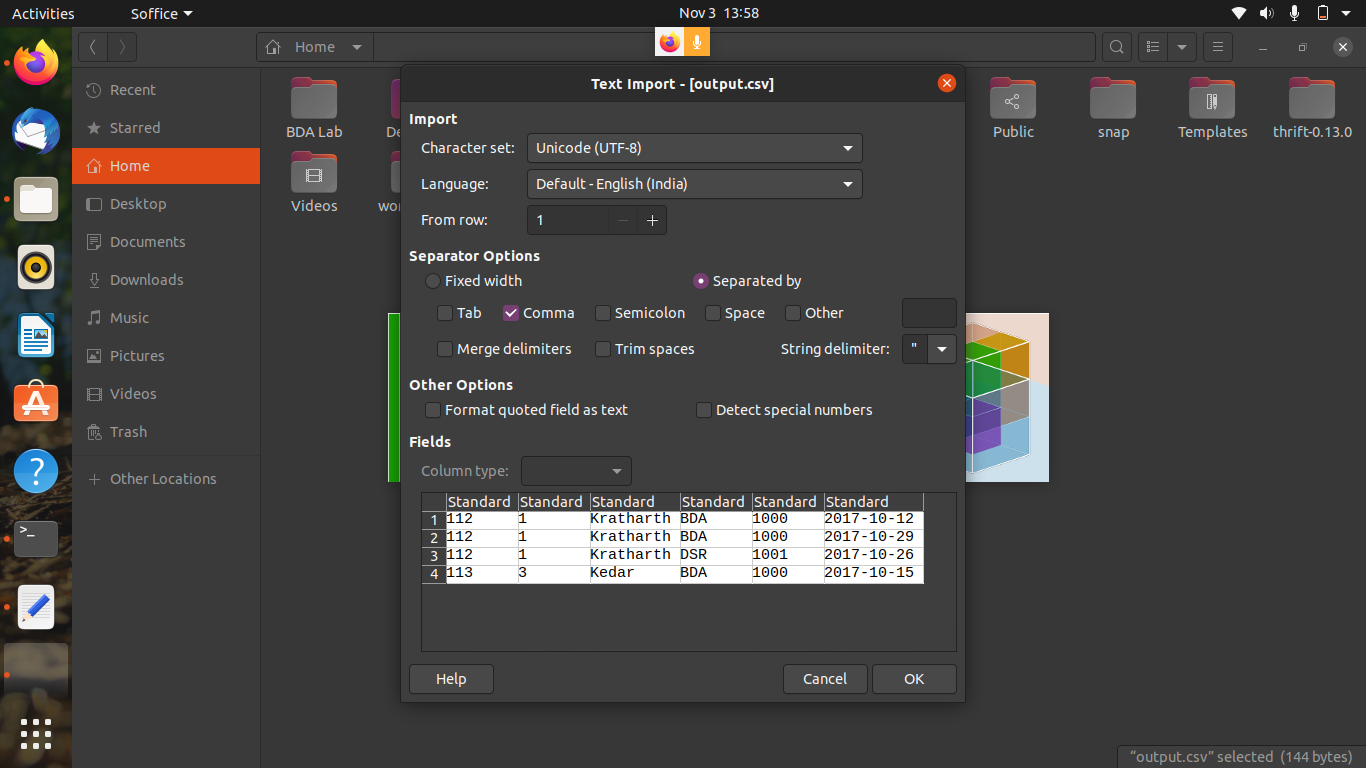 Activities Soffice Nov 3 13:58
Home
Recent
Starred
Home
Desktop
Documents
Downloads
Music
Pictures
Videos
Trash
Other Locations
BDA Lab Public snap Templates thrift-0.13.0
Videos
Text Import - [output.csv]
Import
Character set: Unicode (UTF-8)
Language: Default - English (India)
From row: 1
Separator Options
Fixed width Separated by
Tab Comma Semicolon Space Other
Merge delimiters Trim spaces String delimiter: "
Other Options
Format quoted field as text Detect special numbers
Fields
Column type:
Standard Standard Standard Standard Standard Standard
1 112 1 Kratharth BDA 1000 2017-10-12
2 112 1 Kratharth BDA 1000 2017-10-29
3 112 1 Kratharth DSR 1001 2017-10-26
4 113 3 Kedar BDA 1000 2017-10-15
Help Cancel OK
"output.csv" selected (144 bytes)